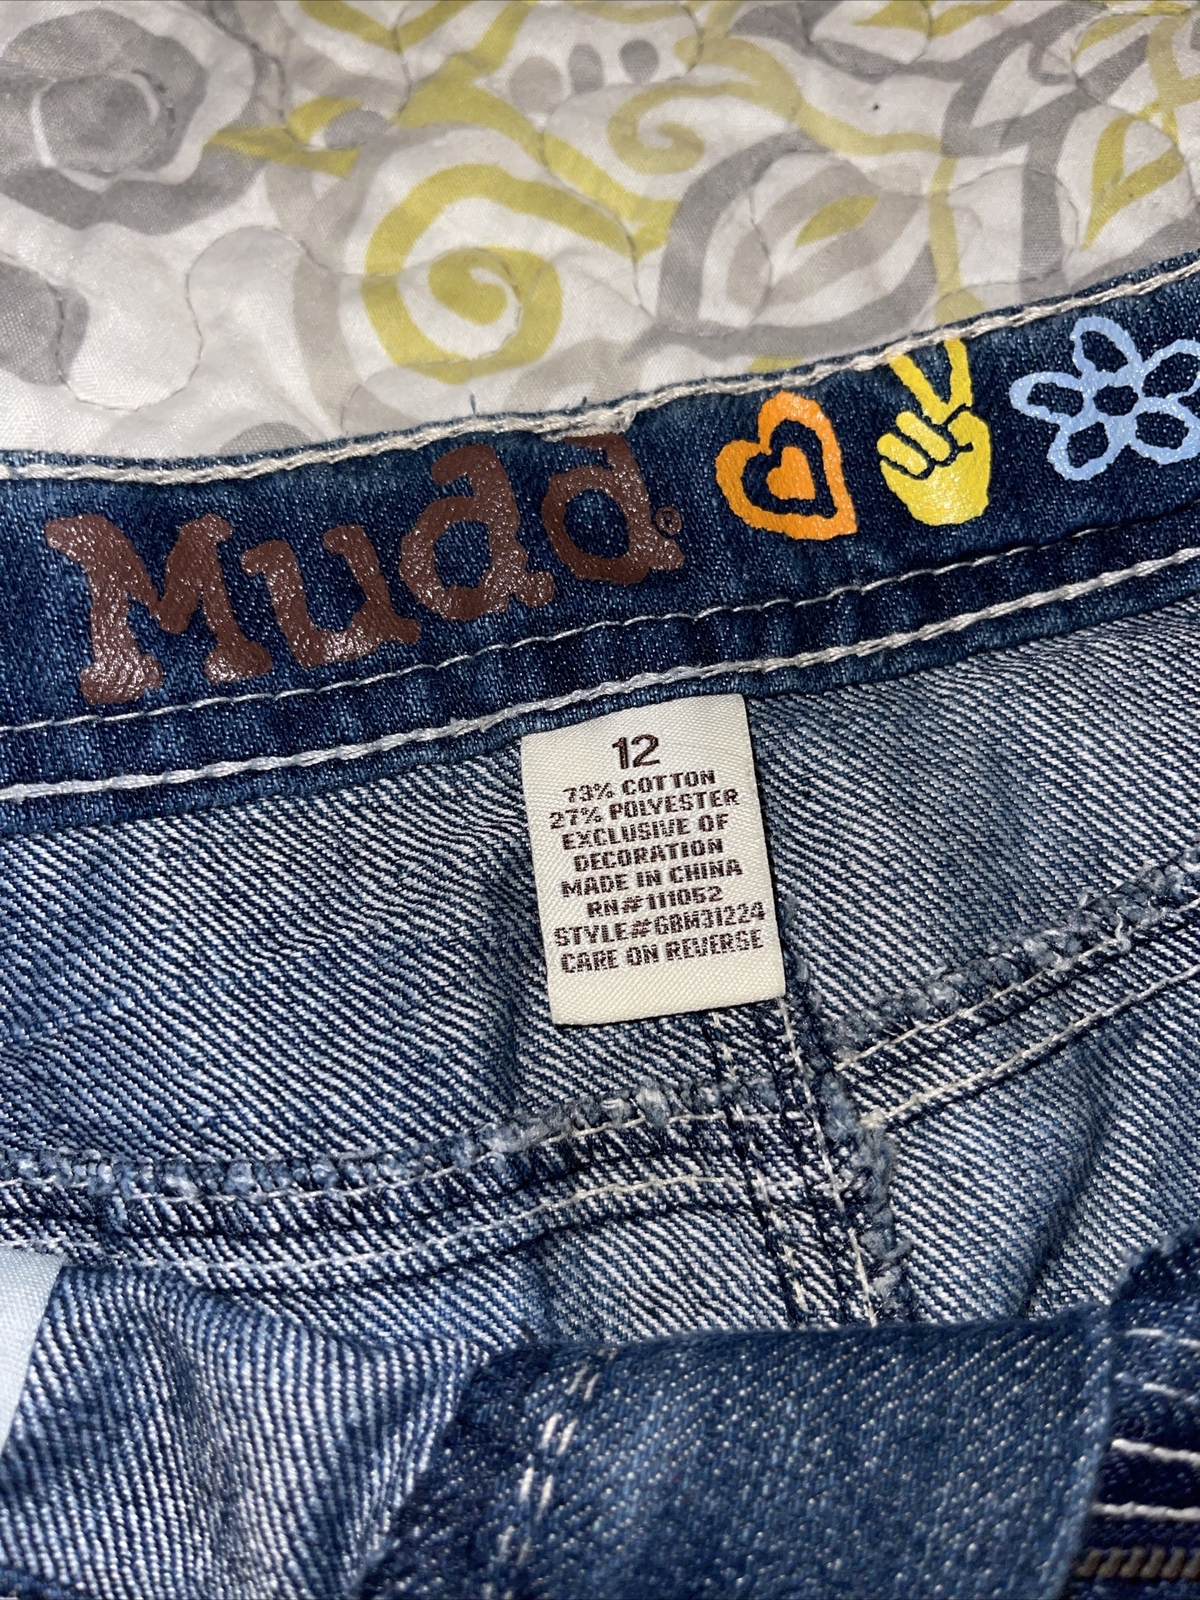 Mudd®
12
73% COTTON
27% POLYESTER
EXCLUSIVE OF
DECORATION
MADE IN CHINA
RN#111052
STYLE#GBM31224
CARE ON REVERSE